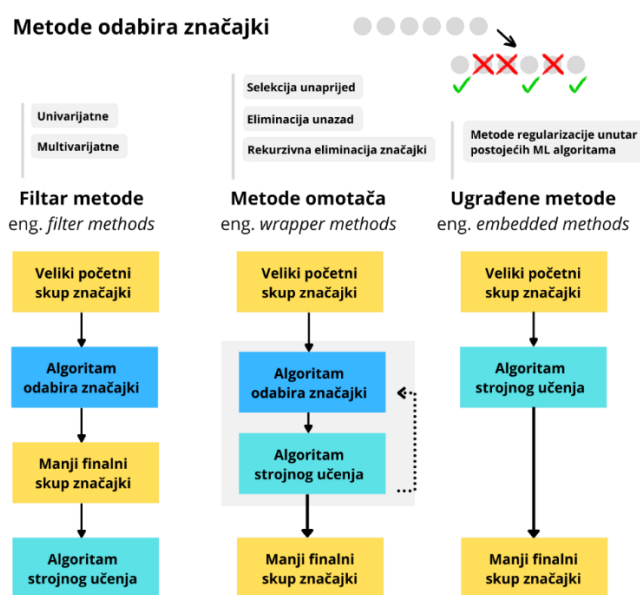 Metode odabira značajki
Univarijatne
Multivarijatne
Filtar metode
eng. filter methods
Veliki početni
skup značajki
Algoritam
odabira značajki
Manji finalni
skup značajki
Algoritam
strojnog učenja
Selekcija unaprijed
Eliminacija unazad
Rekurzivna eliminacija značajki
Metode omotača
eng. wrapper methods
Veliki početni
skup značajki
Algoritam
odabira značajki
Algoritam
strojnog učenja
Manji finalni
skup značajki
Metode regularizacije unutar
postojećih ML algoritama
Ugrađene metode
eng. embedded methods
Veliki početni
skup značajki
Algoritam
strojnog učenja
Manji finalni
skup značajki